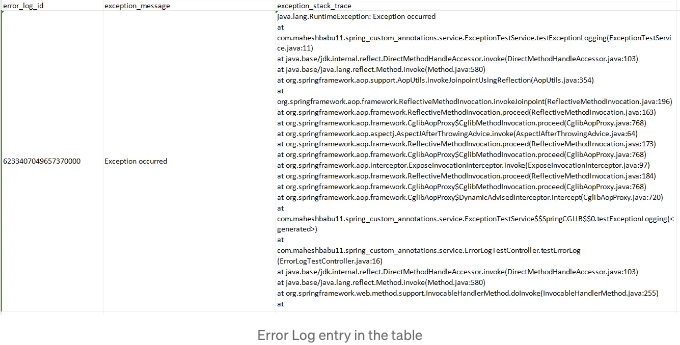 error_log_id exception_message exception_stack_trace
java.lang.RuntimeException: Exception occurred
at
com.maheshbabu11.spring_custom_annotations.service.ExceptionTestService.testExceptionLogging(ExceptionTestServi
ce.java:11)
at java.base/jdk.internal.reflect.DirectMethodHandleAccessor.invoke(DirectMethodHandleAccessor.java:103)
at java.base/java.lang.reflect.Method.invoke(Method.java:580)
at org.springframework.aop.support.AopUtils.invokeJoinpointUsingReflection(AopUtils.java:354)
at
org.springframework.aop.framework.ReflectiveMethodInvocation.invokeJoinpoint(ReflectiveMethodInvocation.java:196)
at org.springframework.aop.framework.ReflectiveMethodInvocation.proceed(ReflectiveMethodInvocation.java:163)
at org.springframework.aop.framework.CglibAopProxy$CglibMethodInvocation.proceed(CglibAopProxy.java:768)
at org.springframework.aop.aspectj.AspectJAfterThrowingAdvice.invoke(AspectJAfterThrowingAdvice.java:64)
at org.springframework.aop.framework.ReflectiveMethodInvocation.proceed(ReflectiveMethodInvocation.java:173)
6233407049657370000 Exception occurred at org.springframework.aop.framework.CglibAopProxy$CglibMethodInvocation.proceed(CglibAopProxy.java:768)
at org.springframework.aop.interceptor.ExposeInvocationInterceptor.invoke(ExposeInvocationInterceptor.java:97)
at org.springframework.aop.framework.ReflectiveMethodInvocation.proceed(ReflectiveMethodInvocation.java:184)
at org.springframework.aop.framework.CglibAopProxy$CglibMethodInvocation.proceed(CglibAopProxy.java:768)
at org.springframework.aop.framework.CglibAopProxy$DynamicAdvisedInterceptor.intercept(CglibAopProxy.java:720)
at
com.maheshbabu11.spring_custom_annotations.service.ExceptionTestService$$SpringCGLIB$$0.testExceptionLogging(<
generated>)
at
com.maheshbabu11.spring_custom_annotations.service.ErrorLogTestController.testErrorLog
(ErrorLogTestController.java:16)
at java.base/jdk.internal.reflect.DirectMethodHandleAccessor.invoke(DirectMethodHandleAccessor.java:103)
at java.base/java.lang.reflect.Method.invoke(Method.java:580)
at org.springframework.web.method.support.InvocableHandlerMethod.doInvoke(InvocableHandlerMethod.java:255)
at
Error Log entry in the table